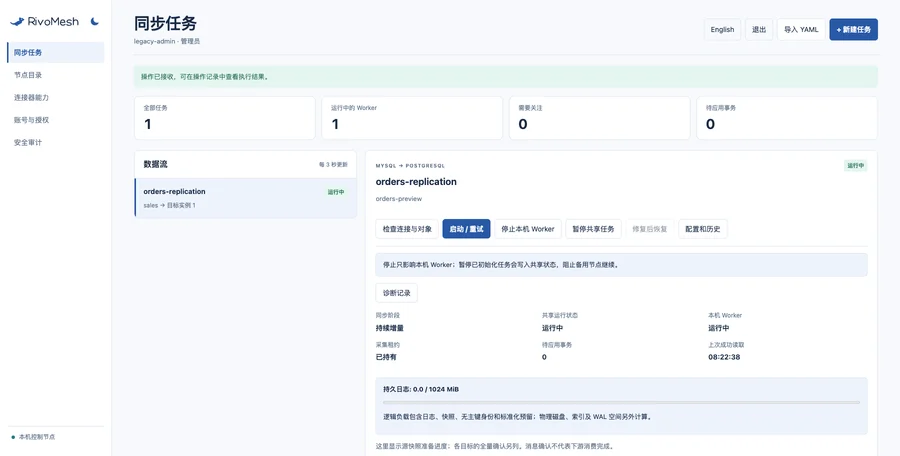 RivoMesh
同步任务
节点目录
连接器能力
账号与授权
安全审计
本机控制节点
同步任务
legacy-admin · 管理员
English
退出
导入 YAML
+ 新建任务
操作已接收，可在操作记录中查看执行结果。
全部任务
1
运行中的 Worker
1
需要关注
0
待应用事务
0
数据流
每 3 秒更新
orders-replication
运行中
sales → 目标实例 1
MYSQL → POSTGRESQL
运行中
orders-replication
orders-preview
检查连接与对象
启动 / 重试
停止本机 Worker
暂停共享任务
修复后恢复
配置和历史
停止只影响本机 Worker；暂停已初始化任务会写入共享状态、阻止备用节点继续。
诊断记录
同步阶段
持续增量
共享运行状态
运行中
本机 Worker
运行中
采集租约
已持有
待应用事务
0
上次成功读取
08:22:38
持久日志: 0.0 / 1024 MiB
逻辑负载包含日志、快照、无主键身份和标准化预留；物理磁盘、索引及 WAL 空间另外计算。
这里显示源快照准备进度；各目标的全量确认另列。消息确认不代表下游消费完成。